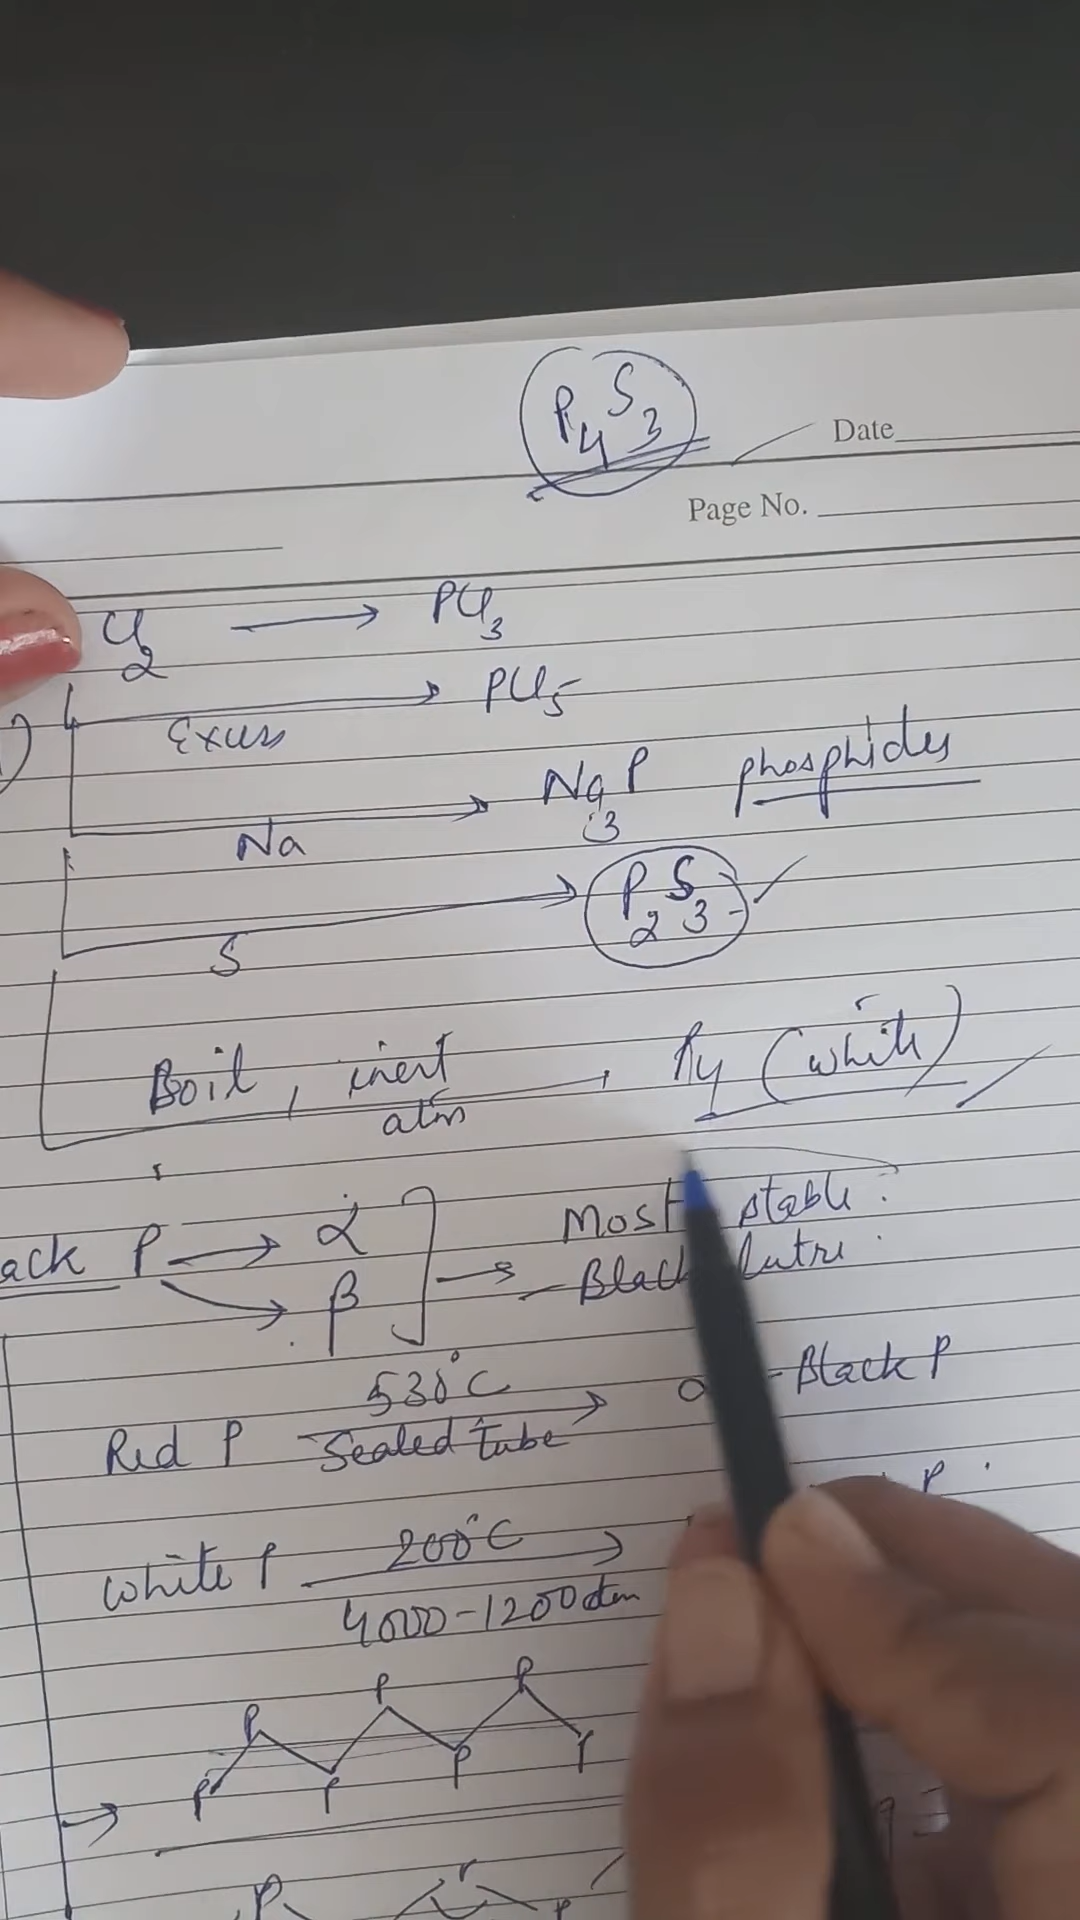 P4S3
Date
Page No.
Cl2 → PCl3
Excess → PCl5
Na → Na3P phosphides
S → P2S3
Boil, inert atm → P4 (white)
ack P → α
β
Most stable
Black lutre
Red P 530°C Sealed tube → Black P
White P 200°C → P
4000-1200 atm
P P P
P P P P
P P